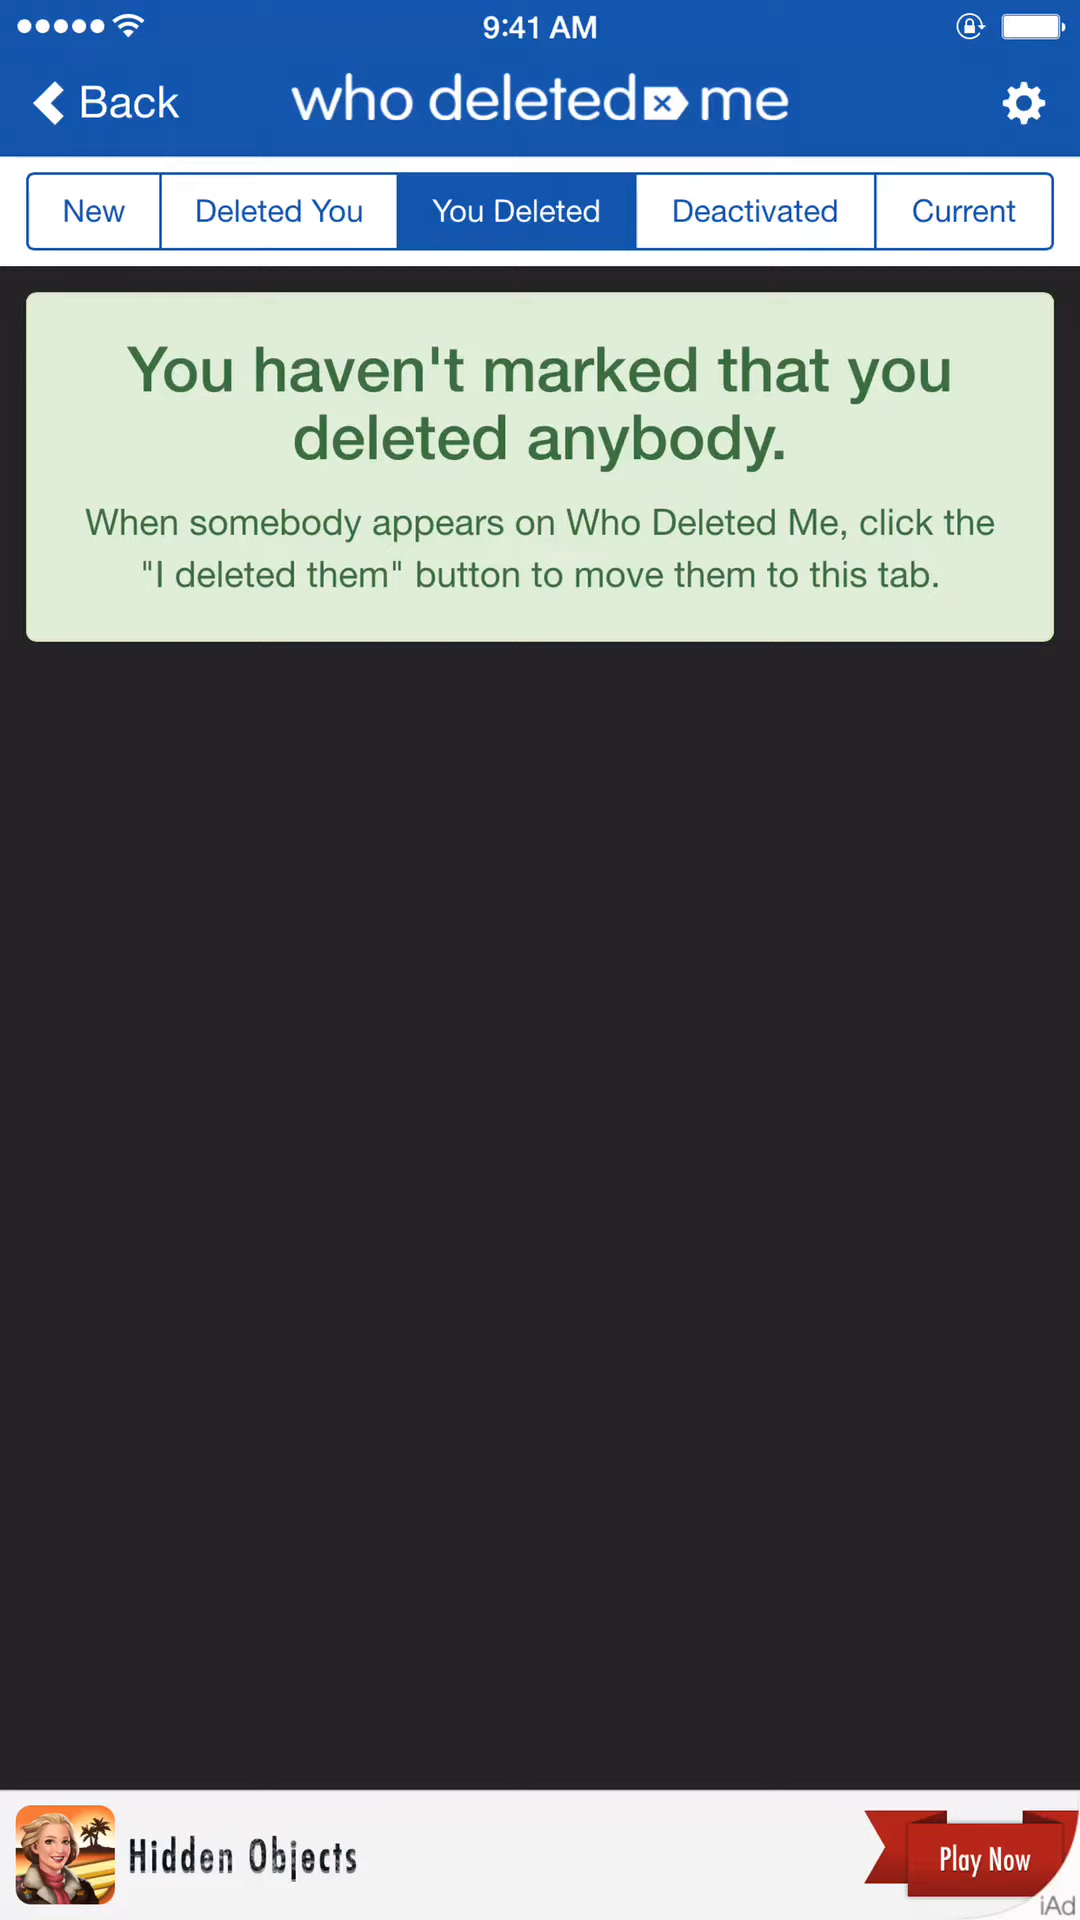 9:41 AM
Back
who deleted me
New
Deleted You
You Deleted
Deactivated
Current
You haven't marked that you
deleted anybody.
When somebody appears on Who Deleted Me, click the
"I deleted them" button to move them to this tab.
Hidden Objects
Play Now
iAd